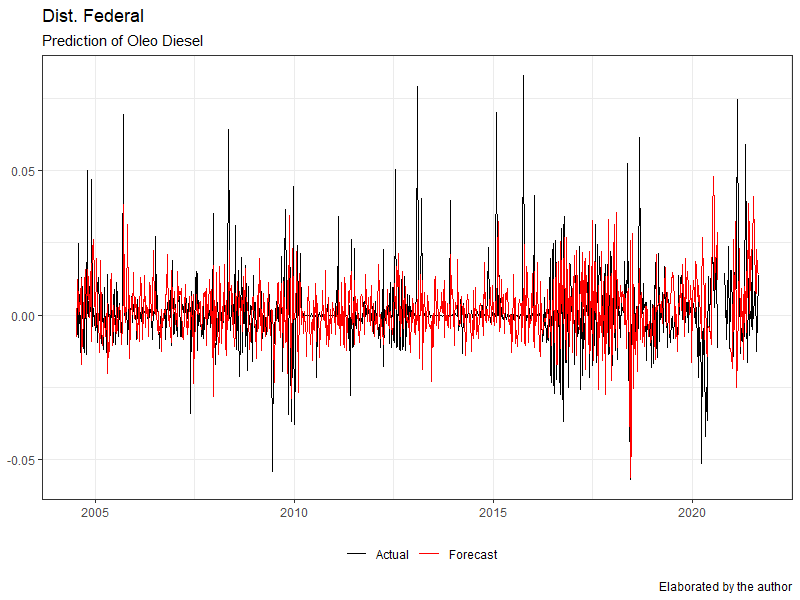 Dist. Federal
Prediction of Oleo Diesel
0.05
0.00
-0.05
2005 2010 2015 2020
Actual Forecast
Elaborated by the author